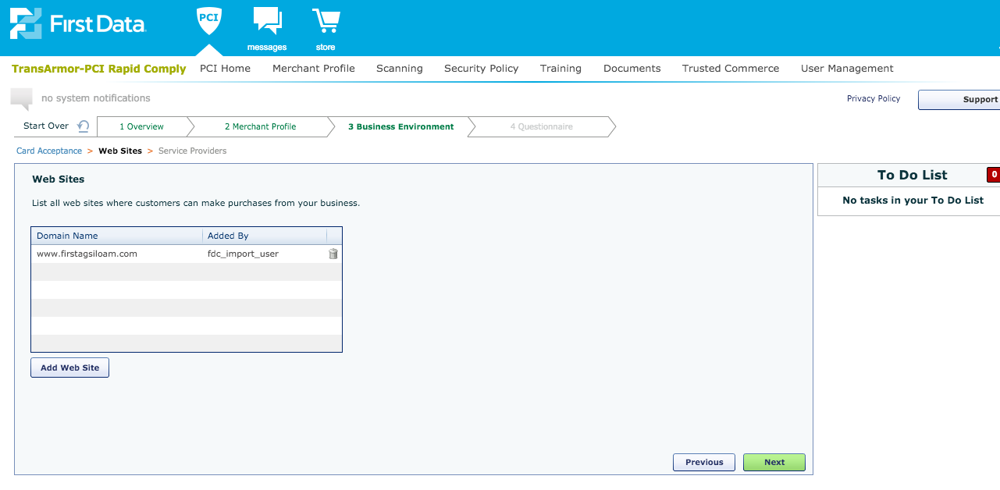 First Data.
PCI
messages
store
TransArmor-PCI Rapid Comply PCI Home Merchant Profile Scanning Security Policy Training Documents Trusted Commerce User Management
no system notifications
Privacy Policy
Support
Start Over 1 Overview 2 Merchant Profile 3 Business Environment 4 Questionnaire
Card Acceptance > Web Sites > Service Providers
Web Sites
List all web sites where customers can make purchases from your business.
Domain Name Added By
www.firstagsiloam.com fdc_import_user
Add Web Site
Previous Next
To Do List 0
No tasks in your To Do List